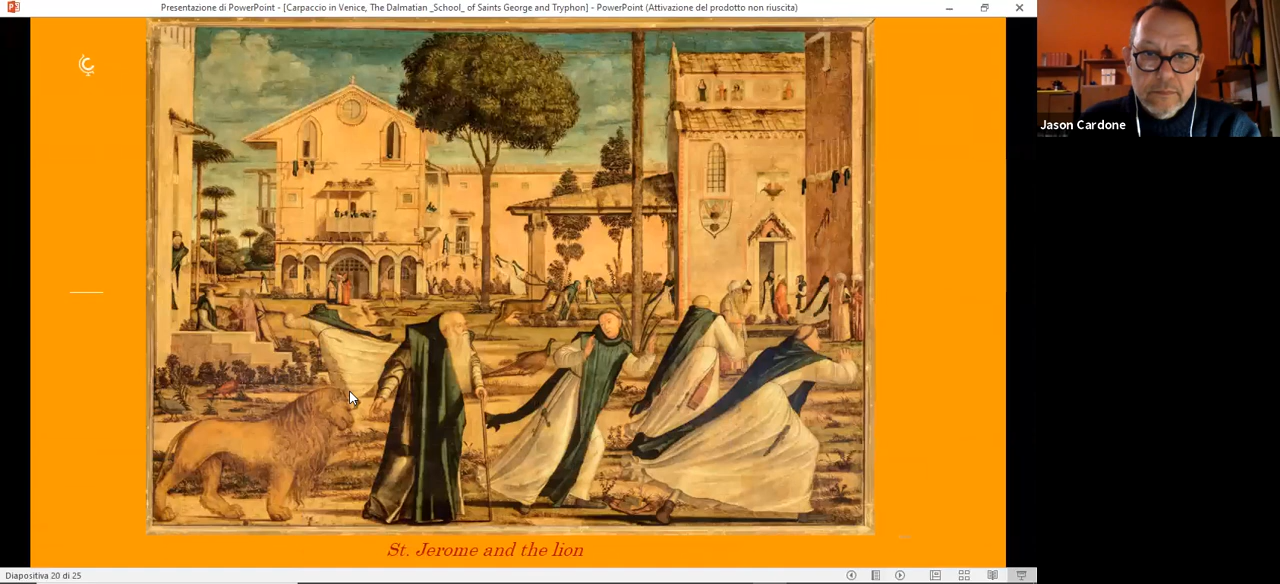 Presentazione di PowerPoint - [Carpaccio in Venice, The Dalmatian _School_ of Saints George and Tryphon] - PowerPoint (Attivazione del prodotto non riuscita)
Jason Cardone
St. Jerome and the lion
Diapositiva 20 di 25